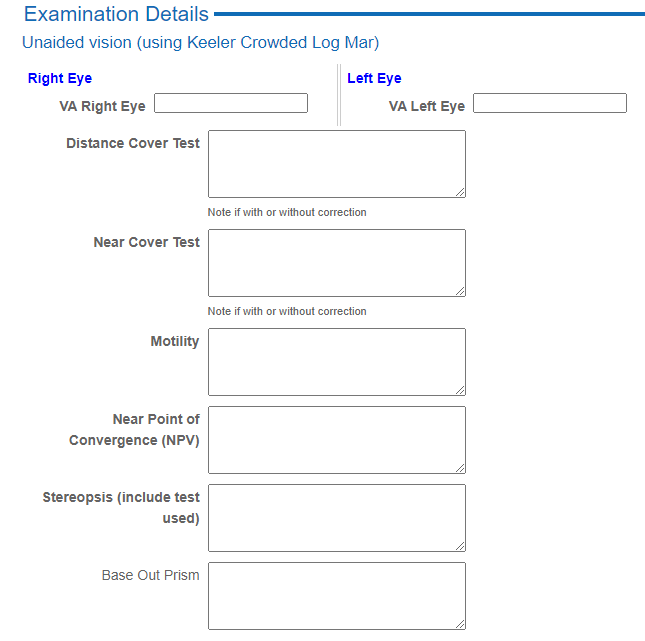 Examination Details
Unaided vision (using Keeler Crowded Log Mar)
Right Eye
VA Right Eye
Left Eye
VA Left Eye
Distance Cover Test
Note if with or without correction
Near Cover Test
Note if with or without correction
Motility
Near Point of
Convergence (NPV)
Stereopsis (include test
used)
Base Out Prism